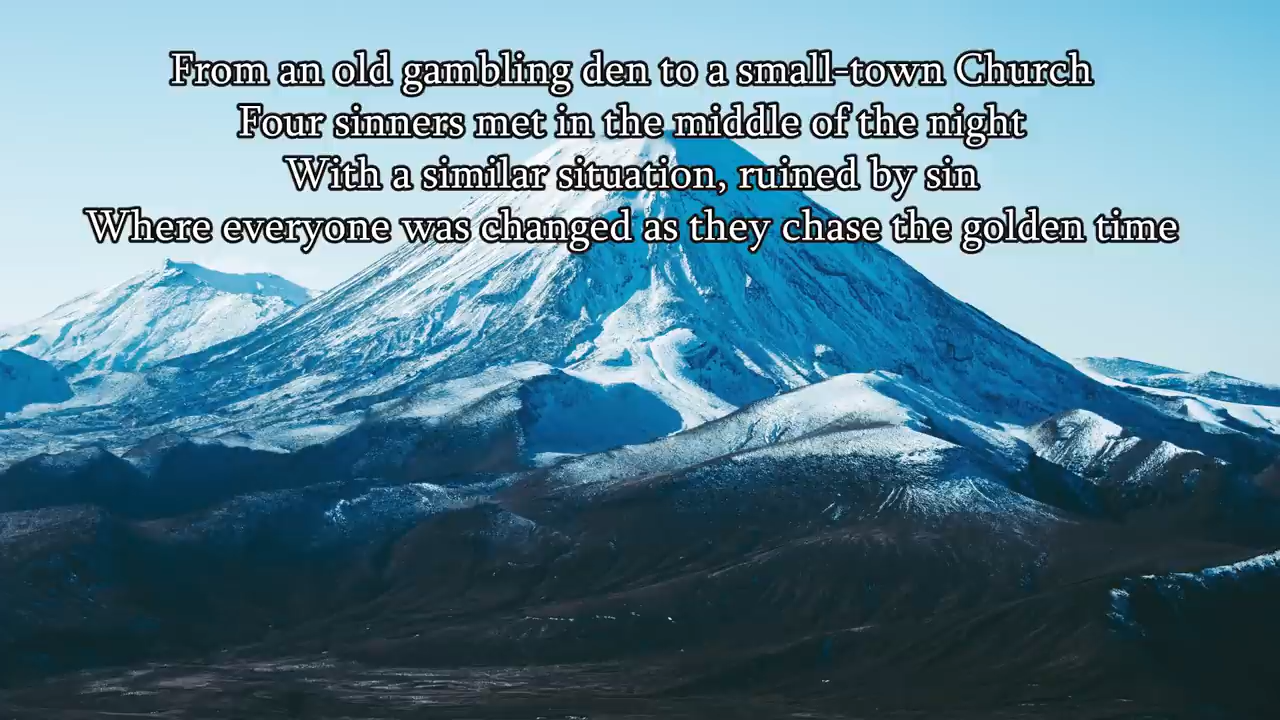 From an old gambling den to a small-town Church
Four sinners met in the middle of the night
With a similar situation, ruined by sin
Where everyone was changed as they chase the golden time